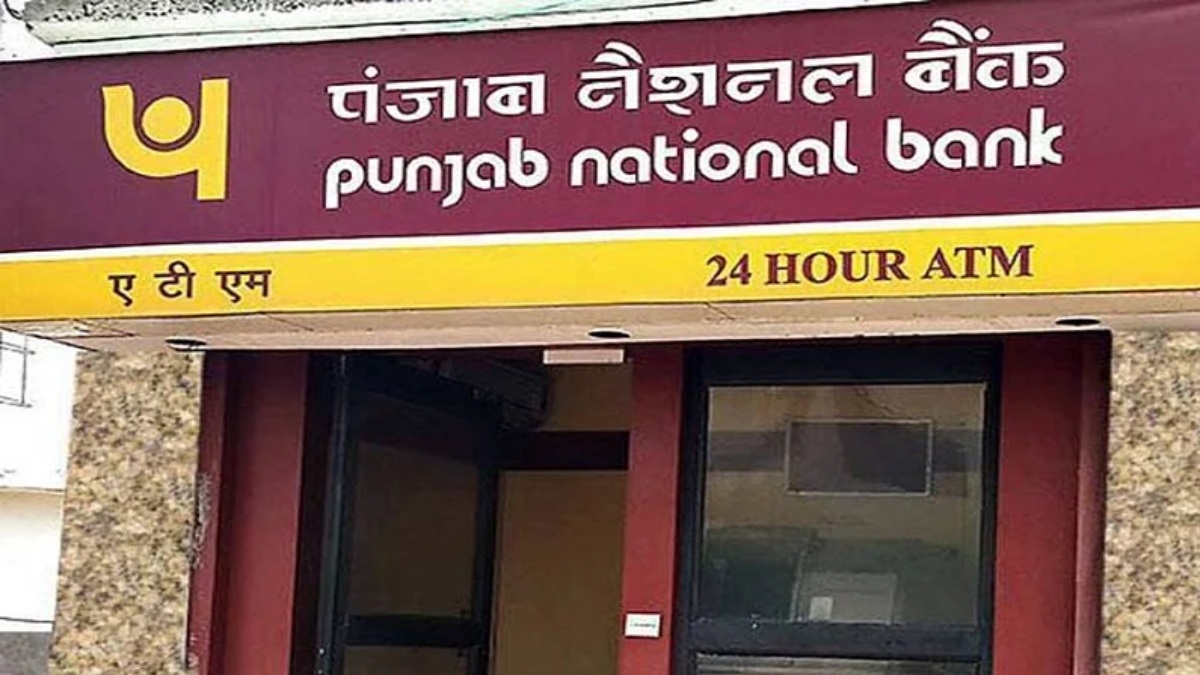 पंजाब नैशनल बैंक
punjab national bank
ए टी एम
24 HOUR ATM